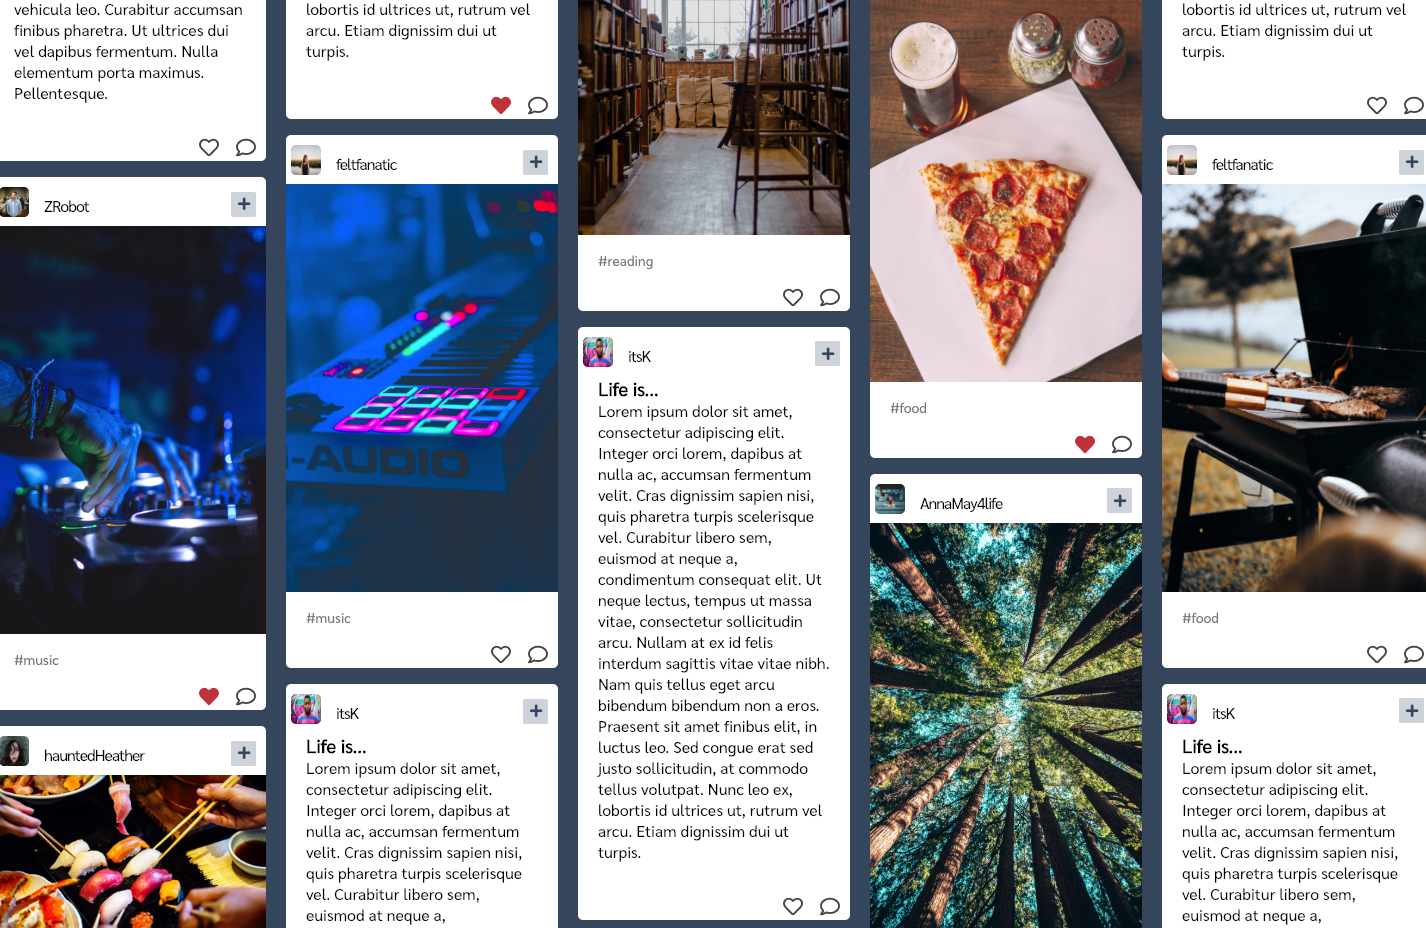 vehicula leo. Curabitur accumsan
finibus pharetra. Ut ultrices dui
vel dapibus fermentum. Nulla
elementum porta maximus.
Pellentesque.
ZRobot
#music
hauntedHeather
lobortis id ultrices ut, rutrum vel
arcu. Etiam dignissim dui ut
turpis.
feltfanatic
-AUDIO
#music
itsK
Life is...
Lorem ipsum dolor sit amet,
consectetur adipiscing elit.
Integer orci lorem, dapibus at
nulla ac, accumsan fermentum
velit. Cras dignissim sapien nisi,
quis pharetra turpis scelerisque
vel. Curabitur libero sem,
euismod at neque a,
#reading
itsK
Life is...
Lorem ipsum dolor sit amet,
consectetur adipiscing elit.
Integer orci lorem, dapibus at
nulla ac, accumsan fermentum
velit. Cras dignissim sapien nisi,
quis pharetra turpis scelerisque
vel. Curabitur libero sem,
euismod at neque a,
condimentum consequat elit. Ut
neque lectus, tempus ut massa
vitae, consectetur sollicitudin
arcu. Nullam at ex id felis
interdum sagittis vitae vitae nibh.
Nam quis tellus eget arcu
bibendum bibendum non a eros.
Praesent sit amet finibus elit, in
luctus leo. Sed congue erat sed
justo sollicitudin, at commodo
tellus volutpat. Nunc leo ex,
lobortis id ultrices ut, rutrum vel
arcu. Etiam dignissim dui ut
turpis.
#food
AnnaMay4life
lobortis id ultrices ut, rutrum vel
arcu. Etiam dignissim dui ut
turpis.
feltfanatic
#food
itsK
Life is...
Lorem ipsum dolor sit amet,
consectetur adipiscing elit.
Integer orci lorem, dapibus at
nulla ac, accumsan fermentum
velit. Cras dignissim sapien nisi,
quis pharetra turpis scelerisque
vel. Curabitur libero sem,
euismod at neque a,